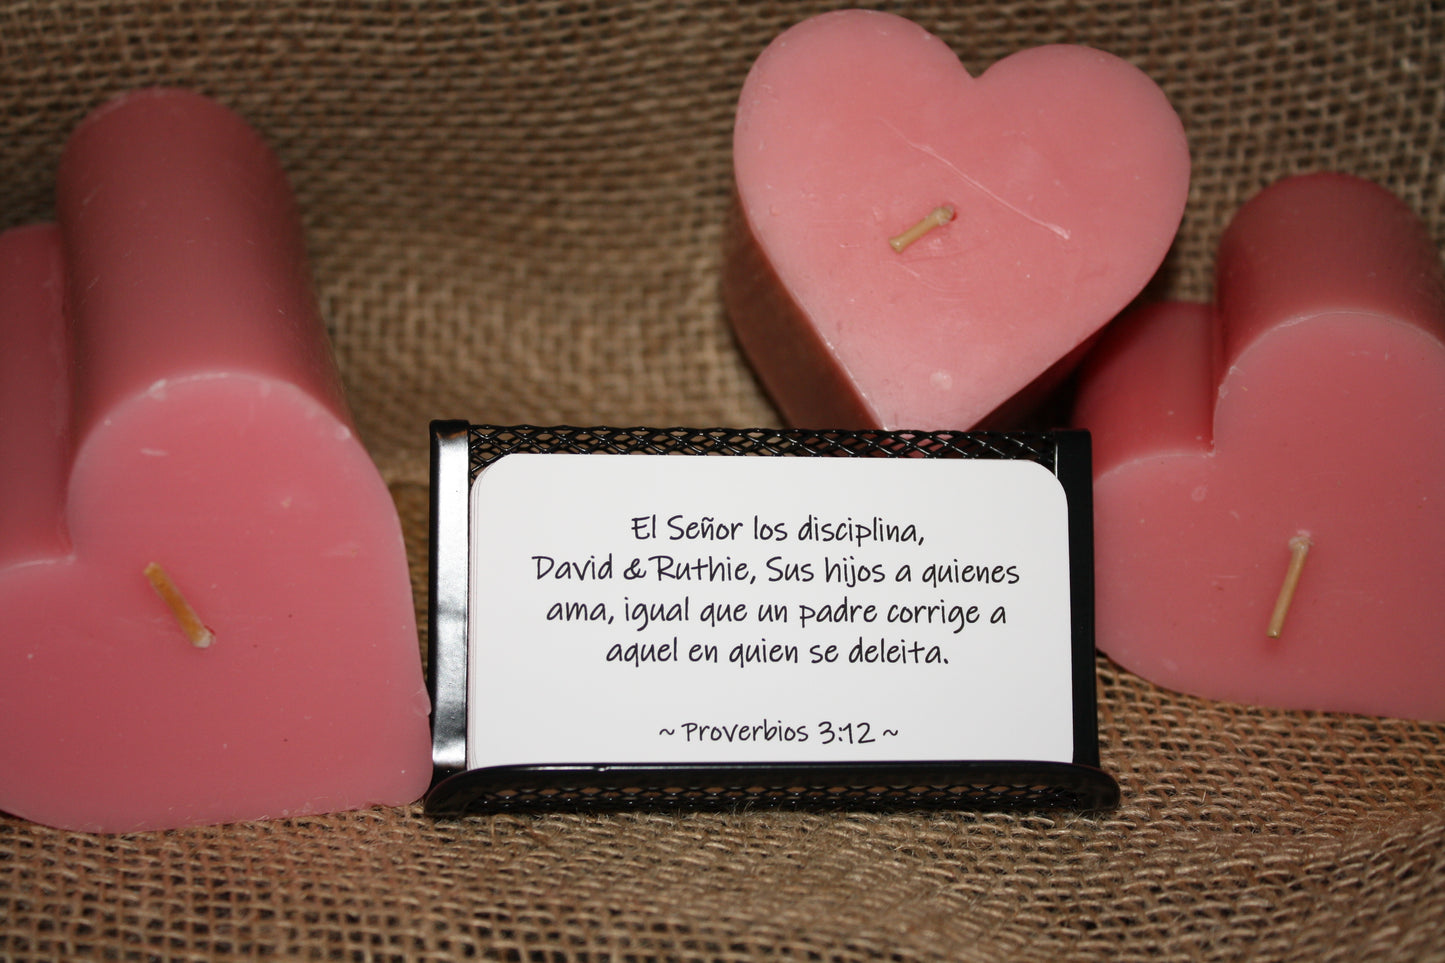 El Señor los disciplina,
David & Ruthie, Sus hijos a quienes
ama, igual que un padre corrige a
aquel en quien se deleita.
~ Proverbios 3:12 ~